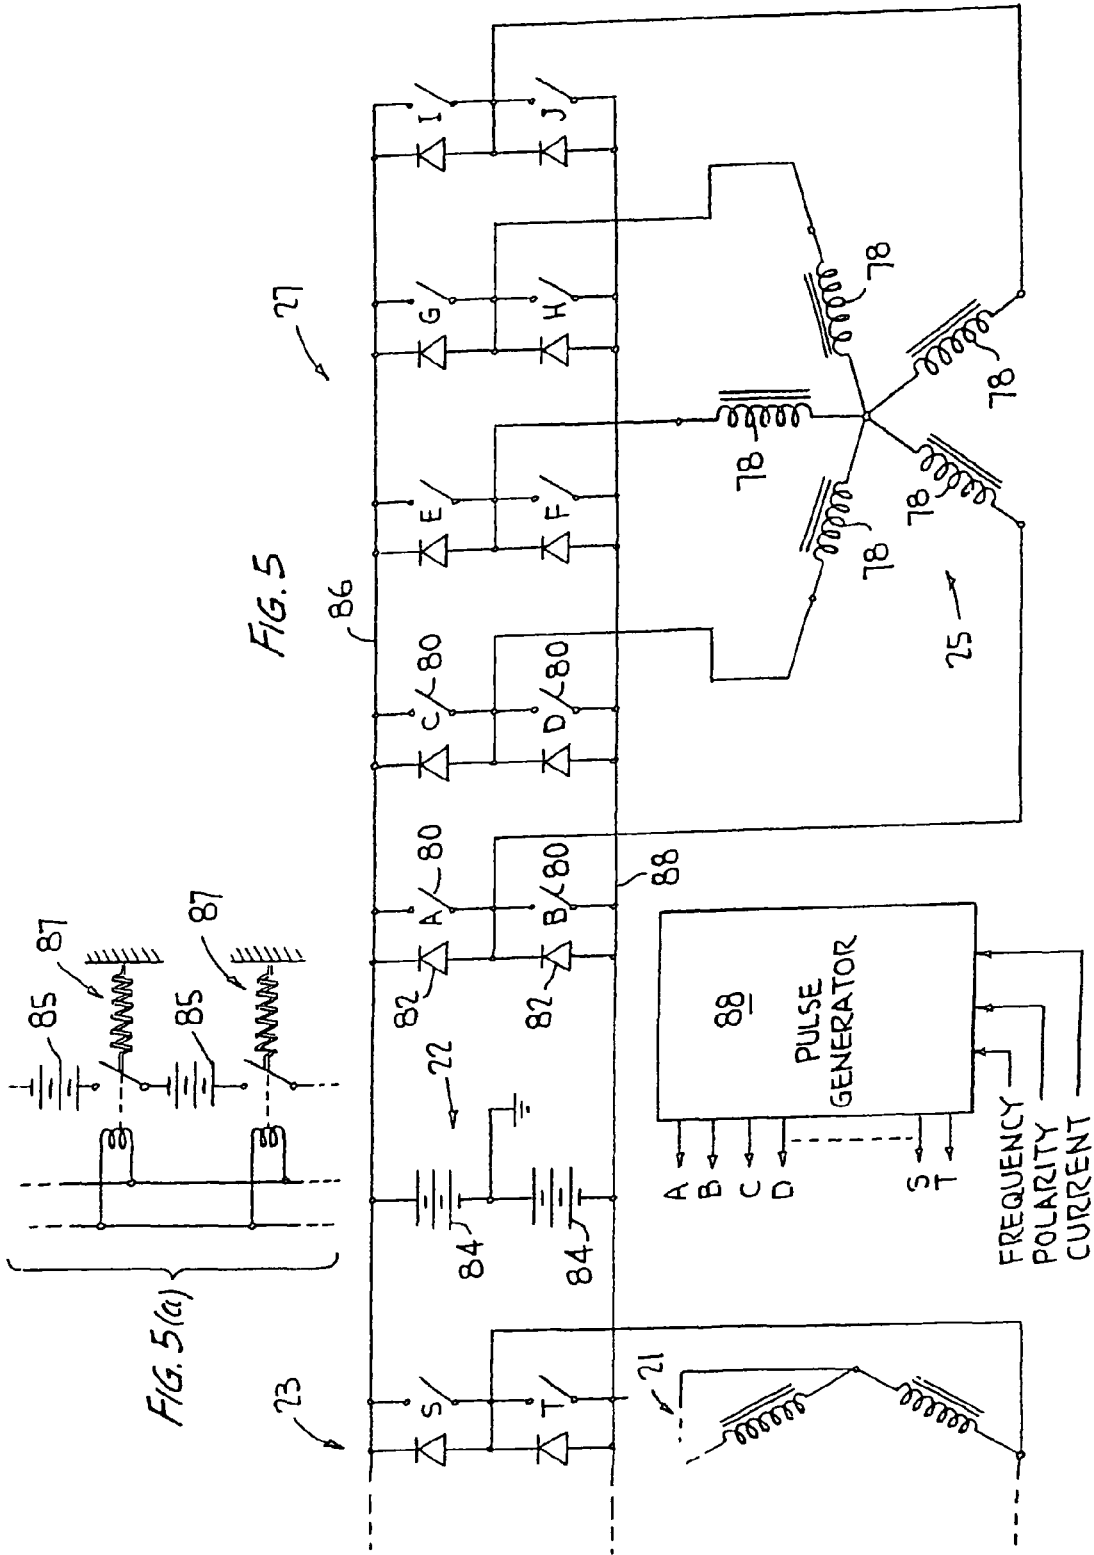 FIG. 5(a)
85
87
85
87
FIG. 5
23
22
27
86
S
T
84
84
82
82
A
80
B
80
C
80
D
80
E
F
G
H
I
J
88
21
25
78
78
78
78
78
88
PULSE
GENERATOR
A
B
C
D
S
T
FREQUENCY
POLARITY
CURRENT